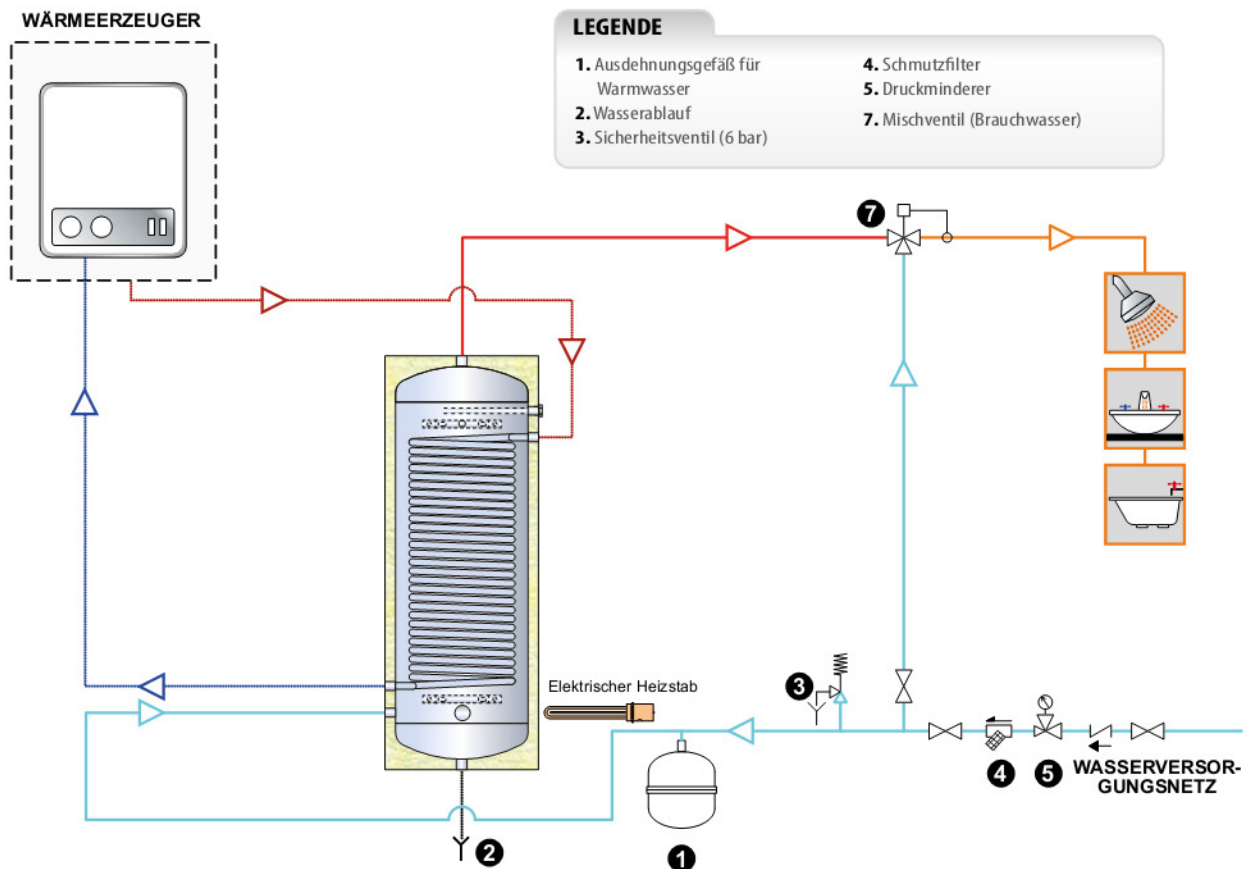 WÄRMEERZEUGER
LEGENDE
1. Ausdehnungsgefäß für
Warmwasser
2. Wasserablauf
3. Sicherheitsventil (6 bar)
4. Schmutzfilter
5. Druckminderer
7. Mischventil (Brauchwasser)
7
Elektrischer Heizstab
3
4
5
WASSERVERSOR-
GUNGSNETZ
2
1